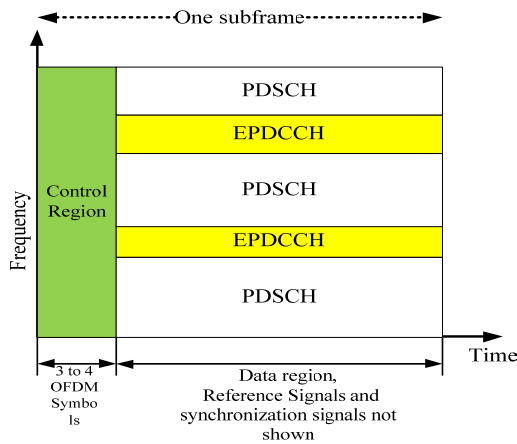 One subframe
PDSCH
EPDCCH
PDSCH
EPDCCH
PDSCH
Control
Region
Frequency
Time
3 to 4
OFDM
Symbo
ls
Data region,
Reference Signals and
synchronization signals not
shown